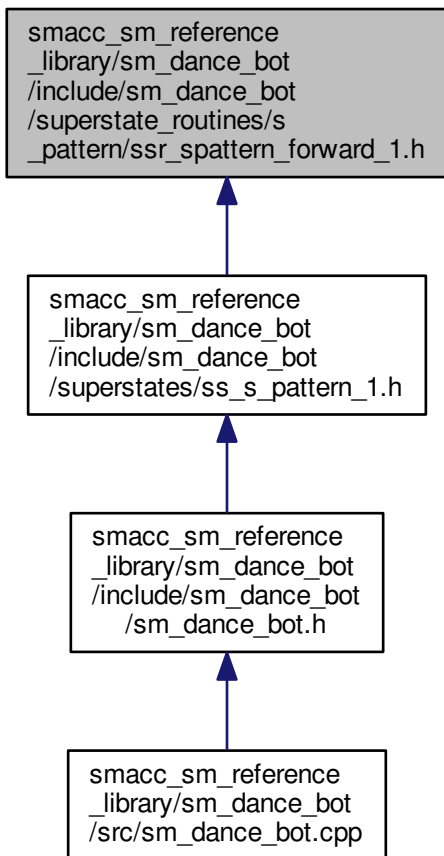 smacc_sm_reference
_library/sm_dance_bot
/include/sm_dance_bot
/superstate_routines/s
_pattern/ssr_spattern_forward_1.h
smacc_sm_reference
_library/sm_dance_bot
/include/sm_dance_bot
/superstates/ss_s_pattern_1.h
smacc_sm_reference
_library/sm_dance_bot
/include/sm_dance_bot
/sm_dance_bot.h
smacc_sm_reference
_library/sm_dance_bot
/src/sm_dance_bot.cpp